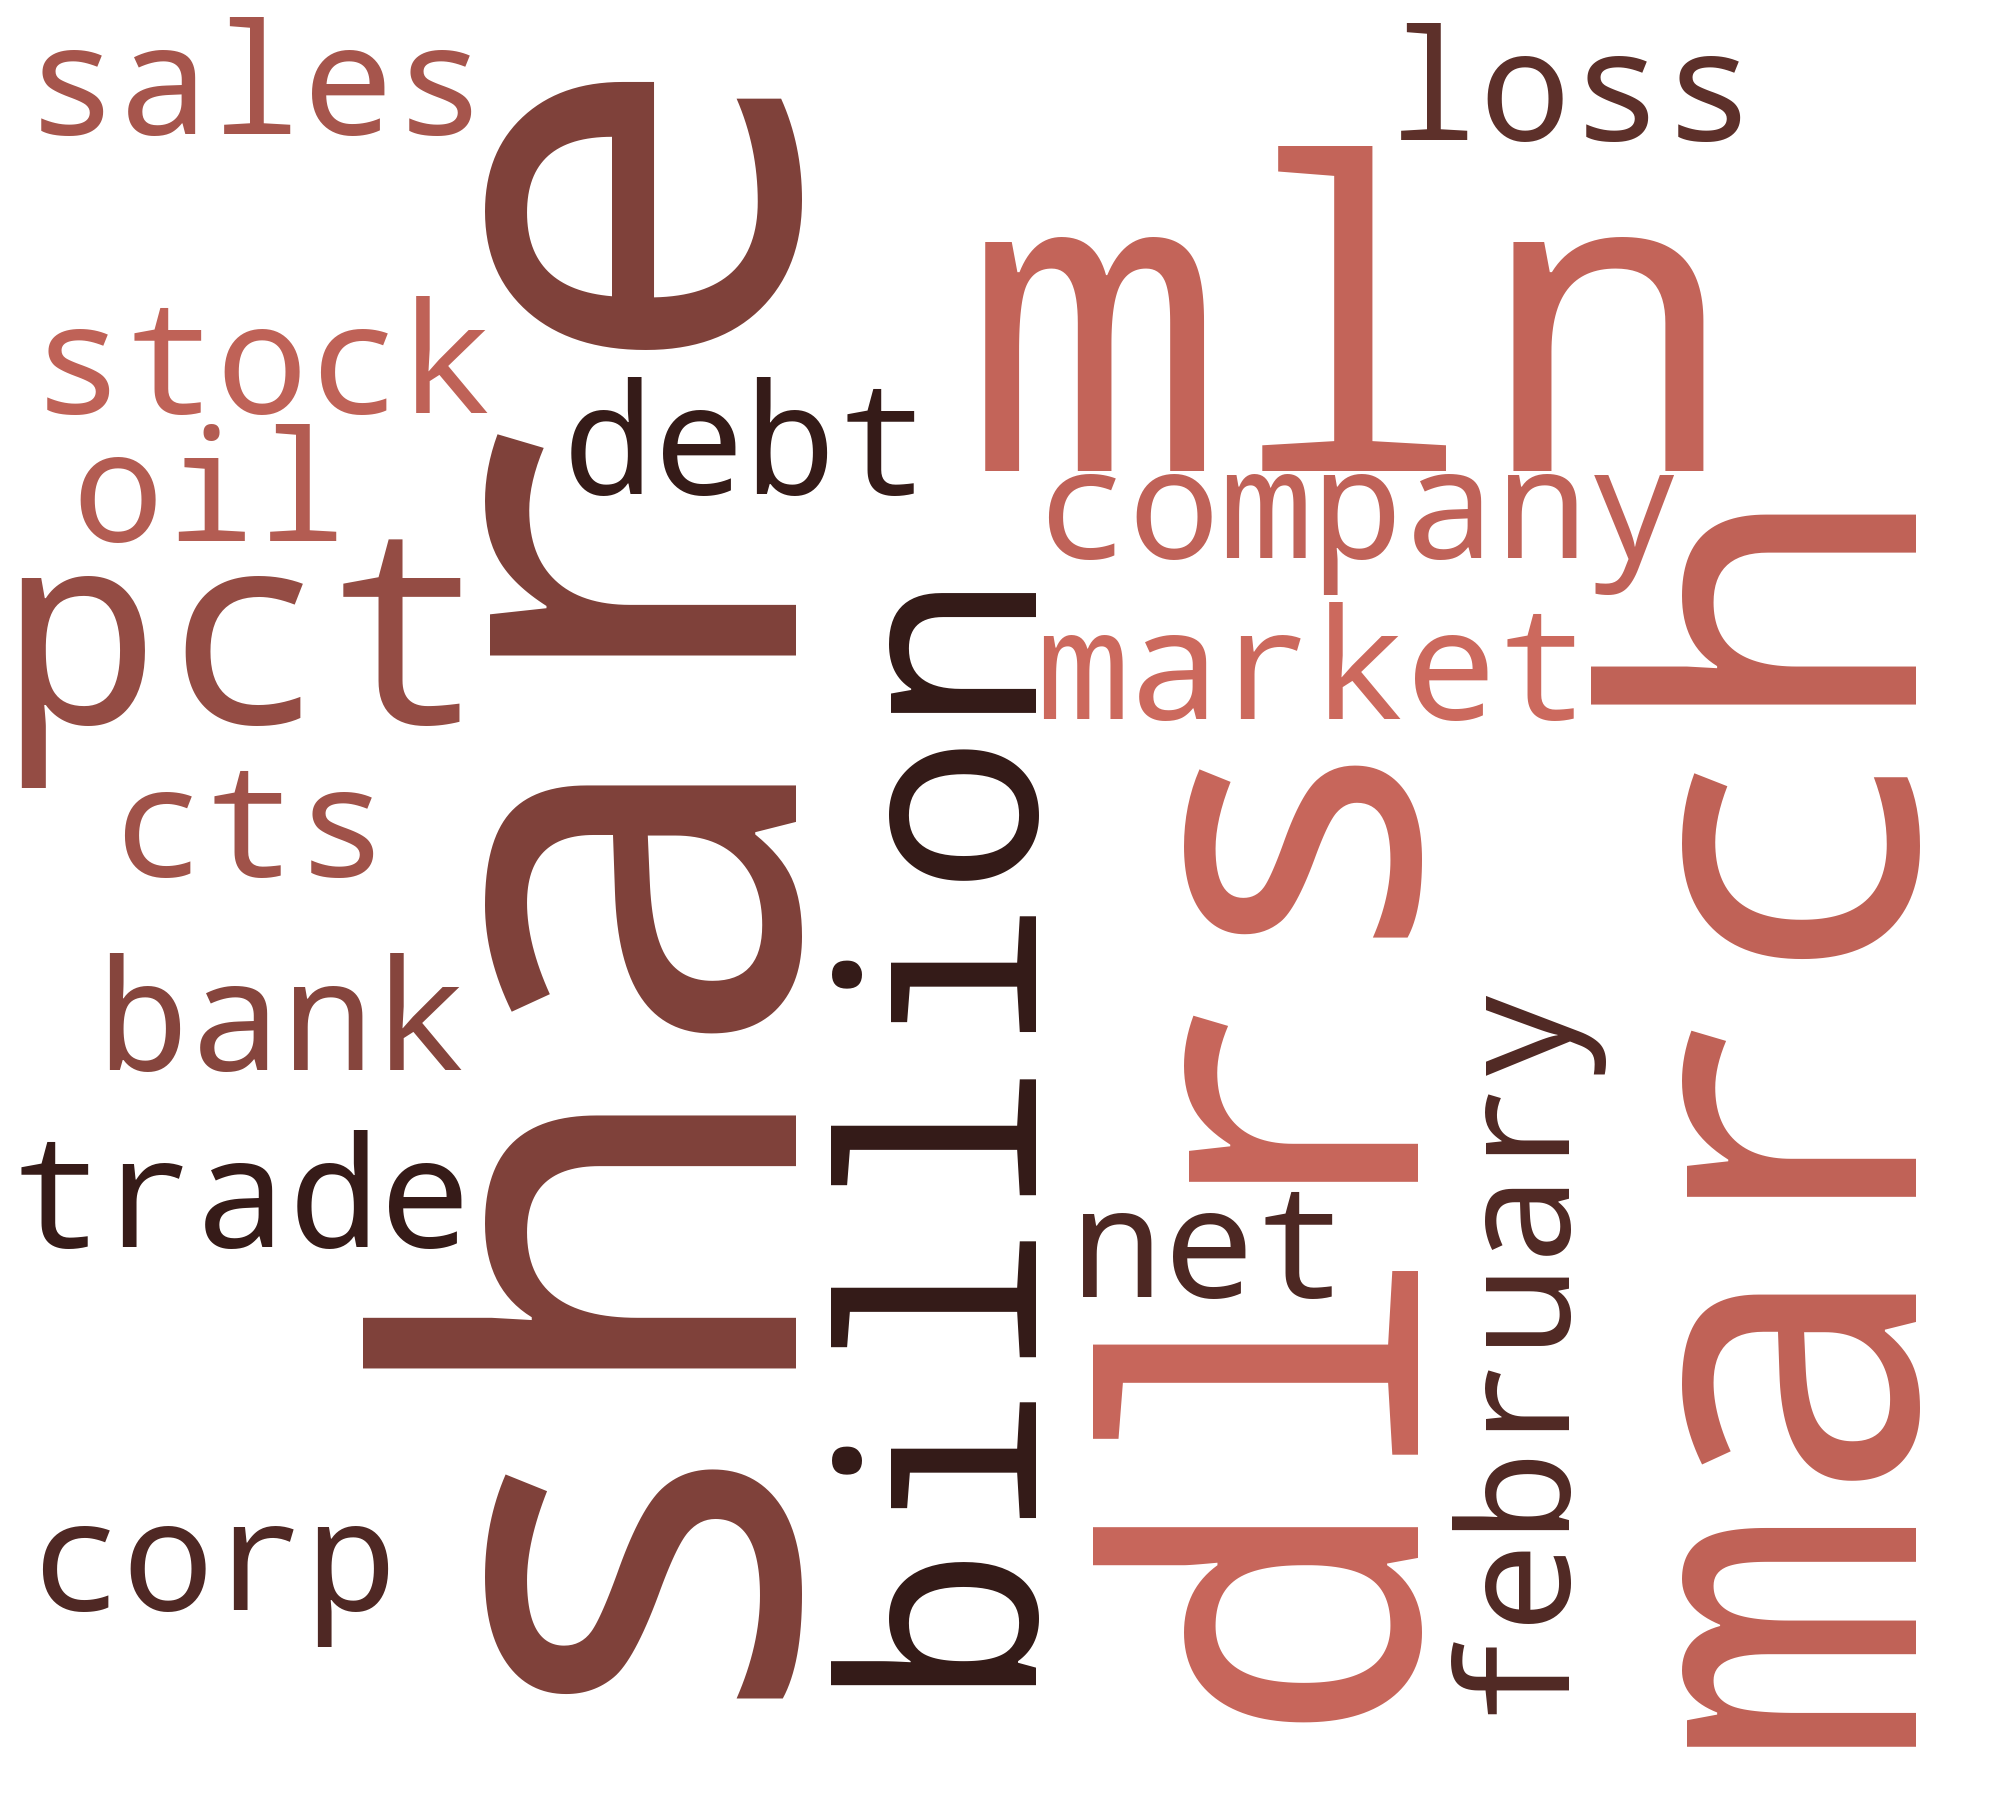 sales
loss
share
mln
stock
debt
oil
company
pct
billion
market
march
cts
dlrs
bank
february
trade
net
corp